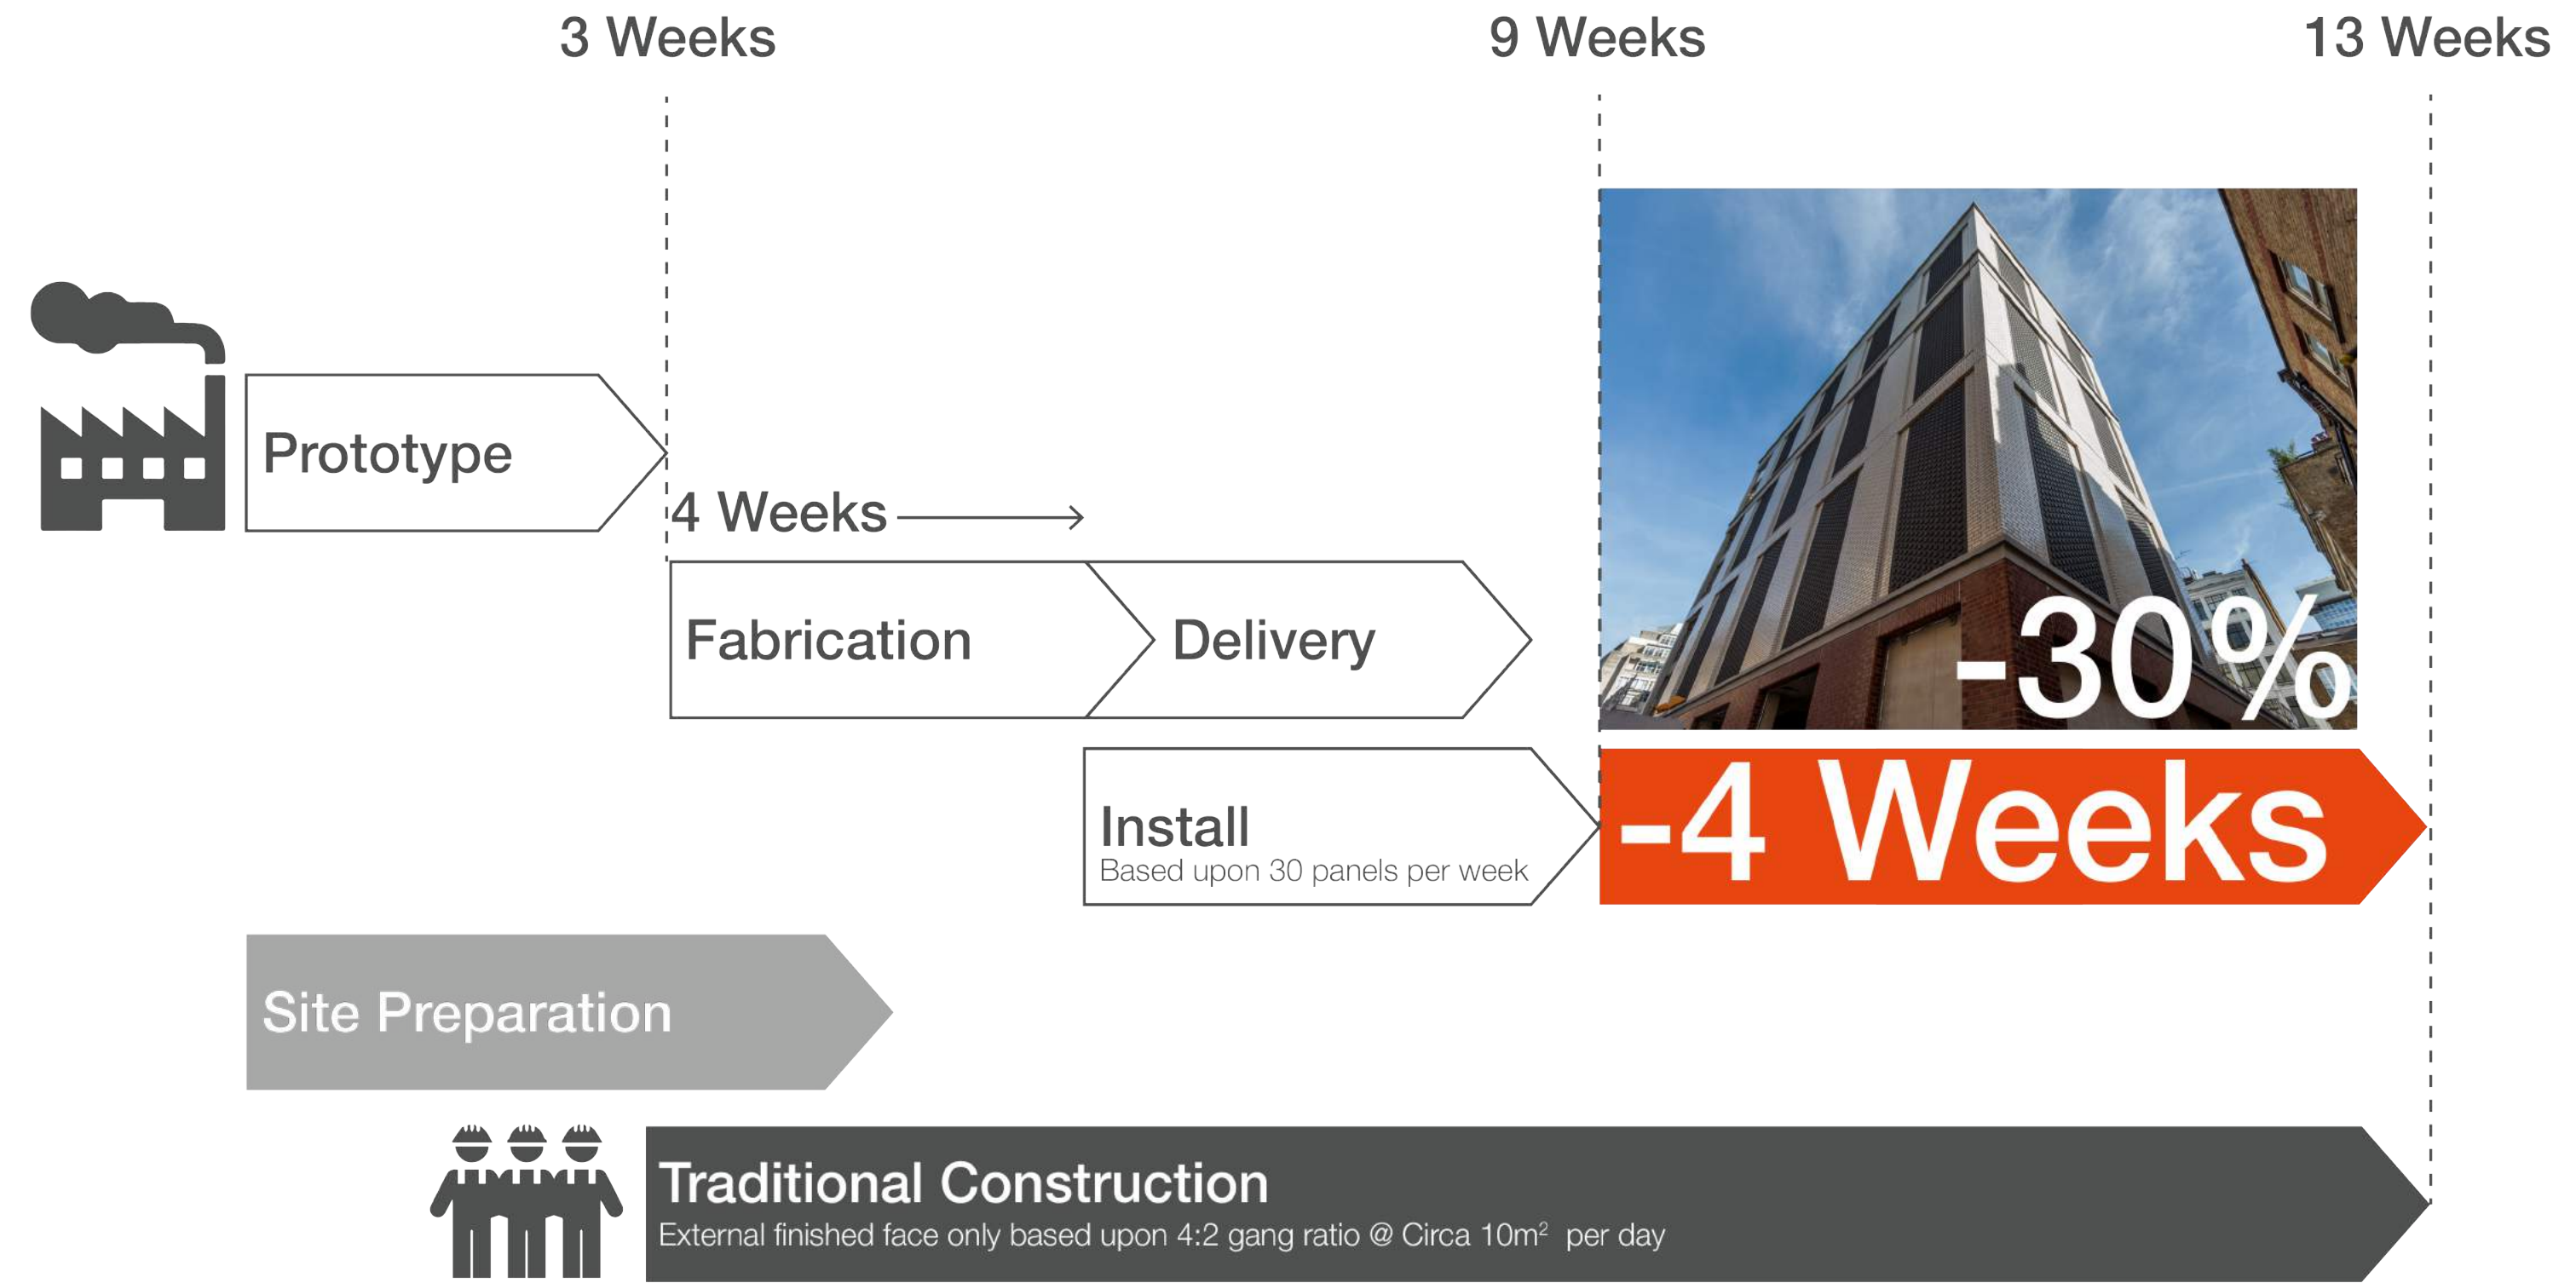 3 Weeks
9 Weeks
13 Weeks
Prototype
4 Weeks
Fabrication
Delivery
-30%
Install
Based upon 30 panels per week
-4 Weeks
Site Preparation
Traditional Construction
External finished face only based upon 4:2 gang ratio @ Circa 10m² per day